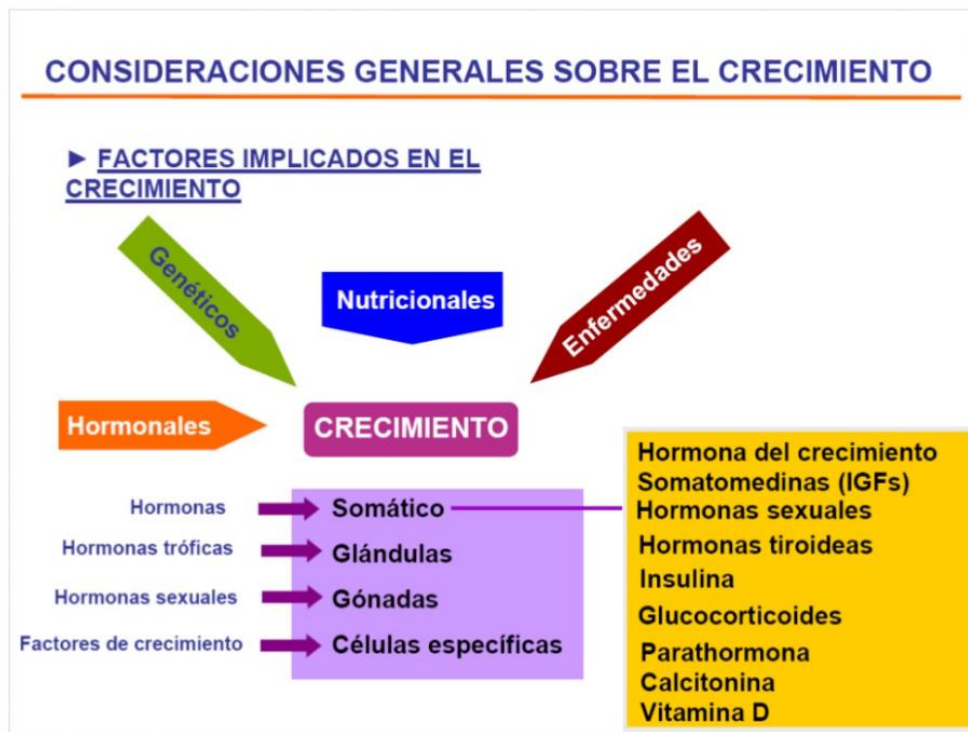 CONSIDERACIONES GENERALES SOBRE EL CRECIMIENTO
► FACTORES IMPLICADOS EN EL
CRECIMIENTO
Genéticos
Nutricionales
Enfermedades
Hormonales
CRECIMIENTO
Hormonas
Somático
Hormonas tróficas
Glándulas
Hormonas sexuales
Gónadas
Factores de crecimiento
Células específicas
Hormona del crecimiento
Somatomedinas (IGFs)
Hormonas sexuales
Hormonas tiroideas
Insulina
Glucocorticoides
Parathormona
Calcitonina
Vitamina D